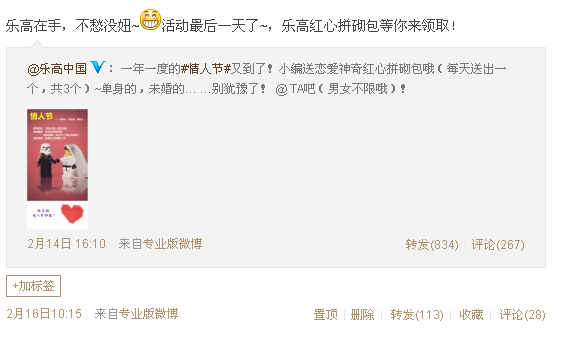 乐高在手，不愁没妞~活动最后一天了~，乐高红心拼砌包等你来领取！
@乐高中国 ：一年一度的#情人节#又到了！小编送恋爱神奇红心拼砌包哦（每天送出一
个，共3个）~单身的，未婚的... ...别犹豫了！ @TA吧（男女不限哦）！
情人节
2月14日 16:10 来自专业版微博 转发(834) 评论(267)
+加标签
2月16日10:15 来自专业版微博 置顶 删除 转发(113) 收藏 评论(28)